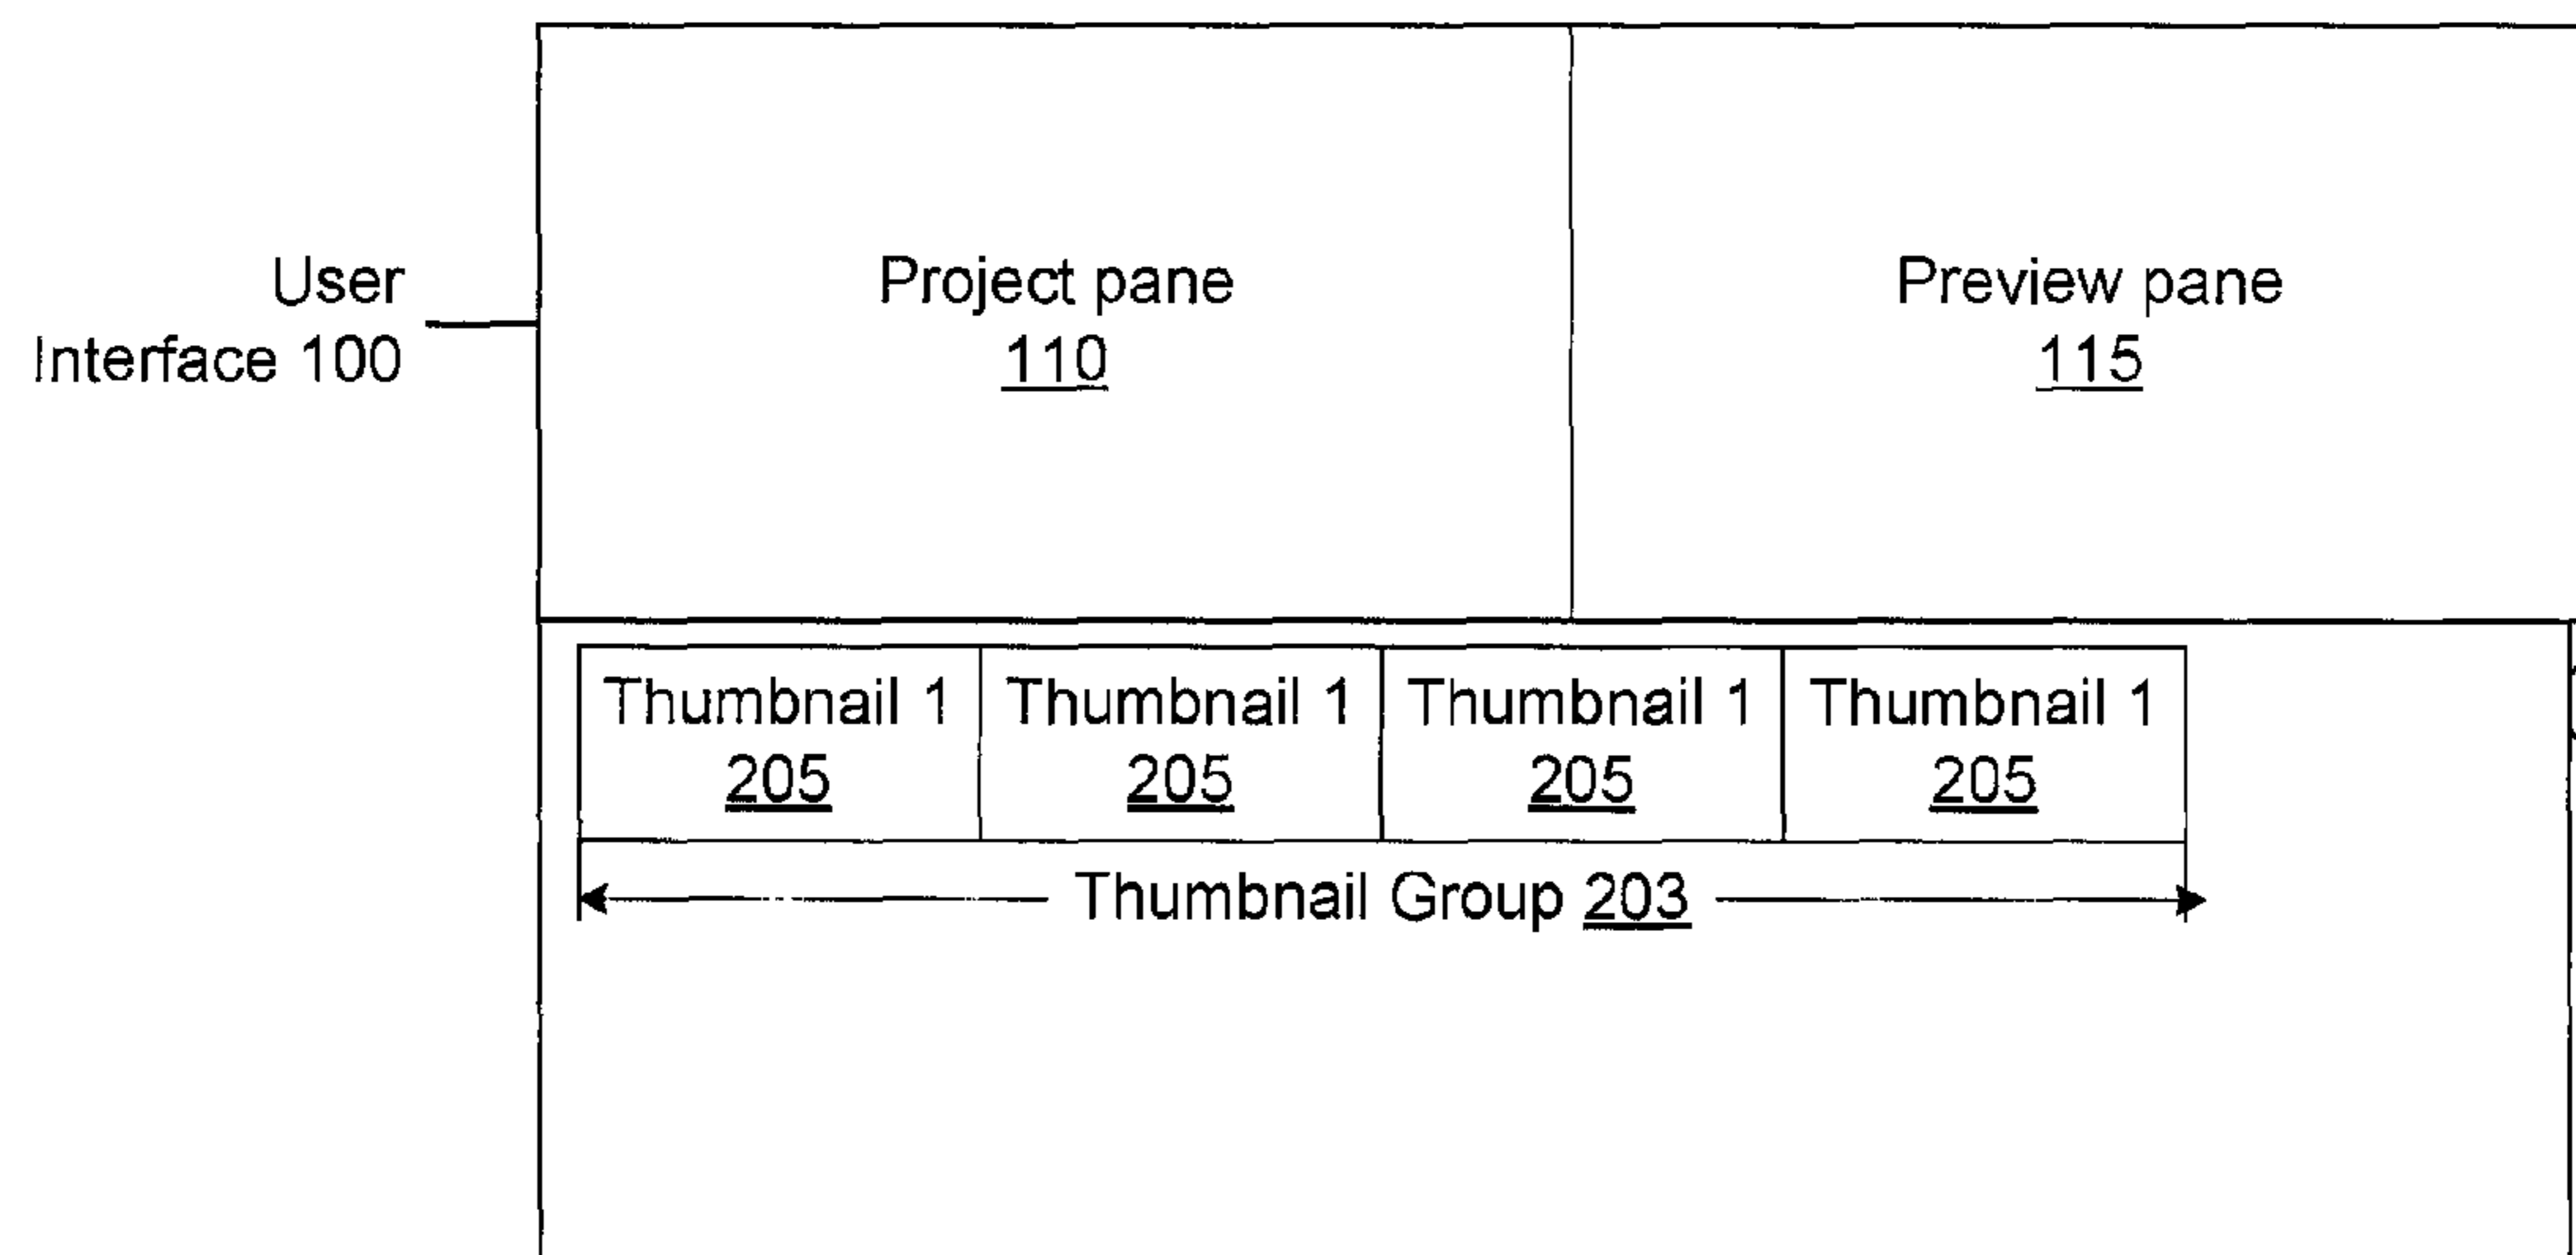 User
Interface 100
Project pane
110
Preview pane
115
Thumbnail 1
205
Thumbnail 1
205
Thumbnail 1
205
Thumbnail 1
205
Thumbnail Group 203